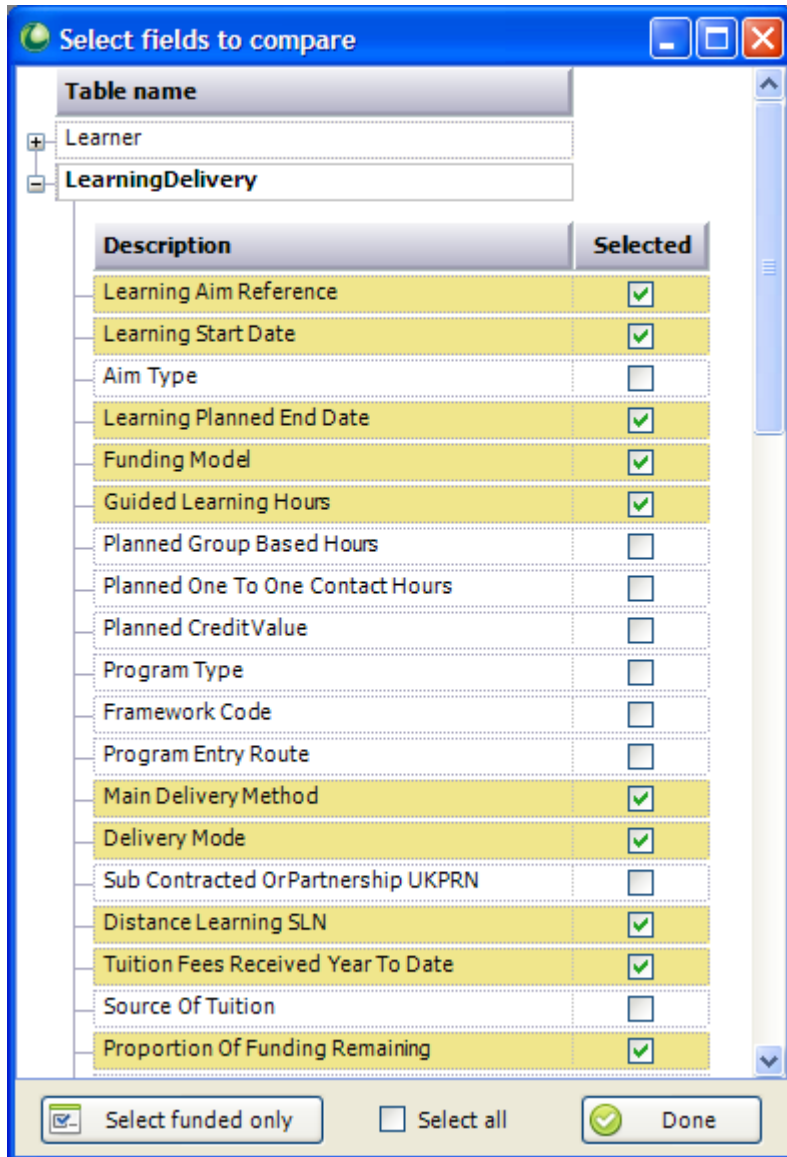 Select fields to compare
Table name
Learner
LearningDelivery
Description Selected
Learning Aim Reference
Learning Start Date
Aim Type
Learning Planned End Date
Funding Model
Guided Learning Hours
Planned Group Based Hours
Planned One To One Contact Hours
Planned Credit Value
Program Type
Framework Code
Program Entry Route
Main Delivery Method
Delivery Mode
Sub Contracted Or Partnership UKPRN
Distance Learning SLN
Tuition Fees Received Year To Date
Source Of Tuition
Proportion Of Funding Remaining
Select funded only Select all Done